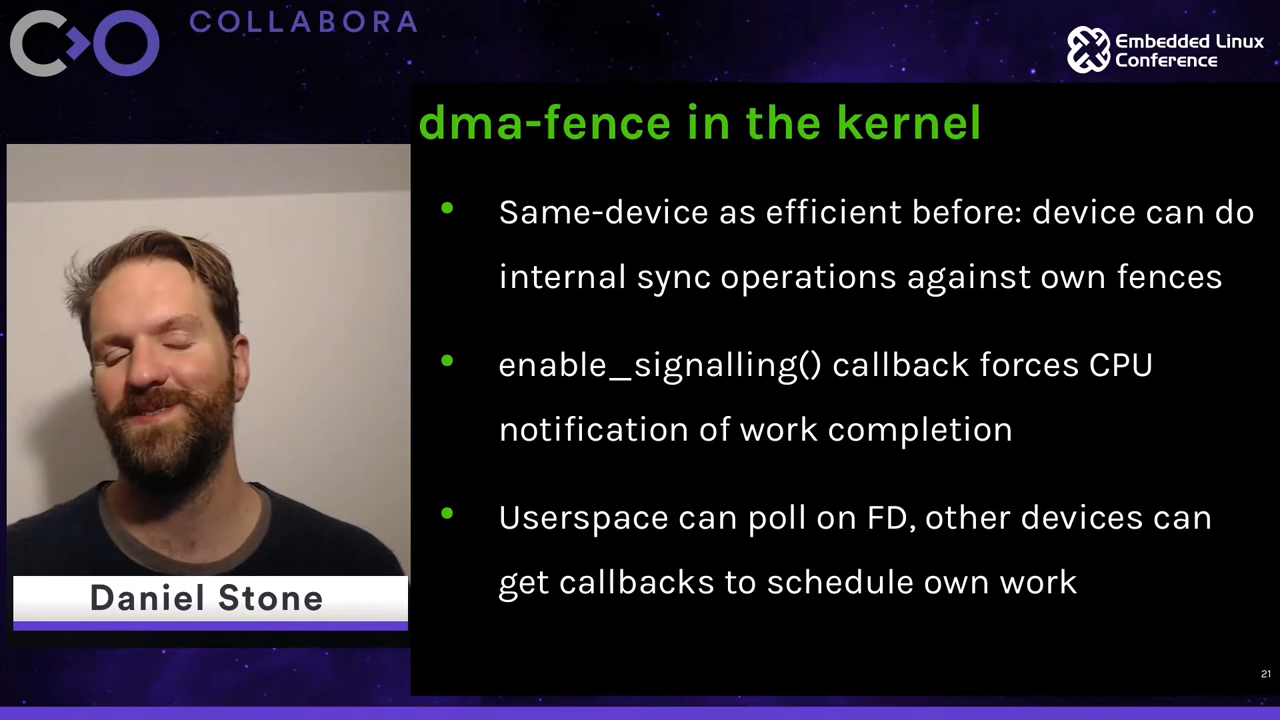 COLLABORA
Embedded Linux
Conference
dma-fence in the kernel
• Same-device as efficient before: device can do
internal sync operations against own fences
• enable_signalling() callback forces CPU
notification of work completion
• Userspace can poll on FD, other devices can
get callbacks to schedule own work
Daniel Stone
21